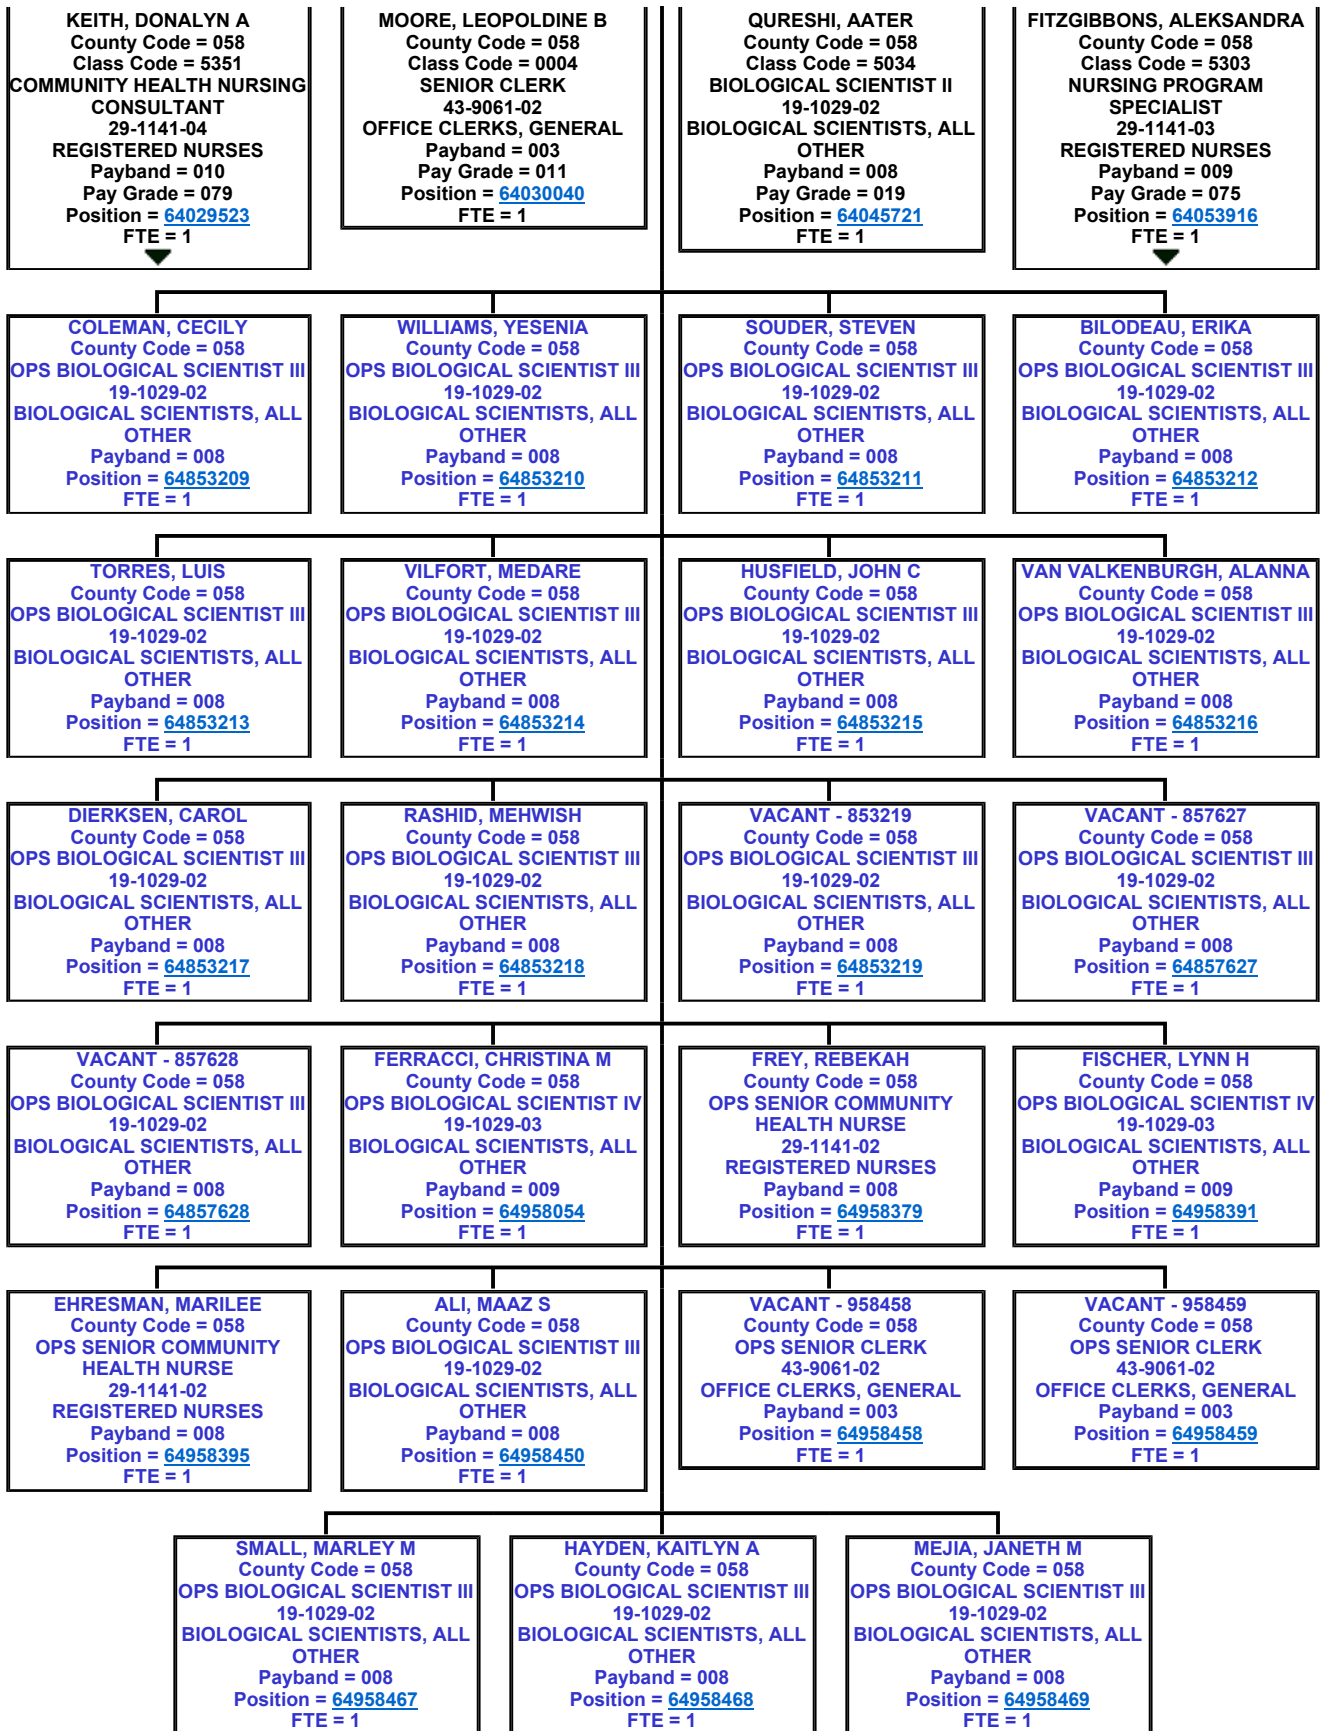 KEITH, DONALYN A
County Code = 058
Class Code = 5351
COMMUNITY HEALTH NURSING
CONSULTANT
29-1141-04
REGISTERED NURSES
Payband = 010
Pay Grade = 079
Position = 64029523
FTE = 1
MOORE, LEOPOLDINE B
County Code = 058
Class Code = 0004
SENIOR CLERK
43-9061-02
OFFICE CLERKS, GENERAL
Payband = 003
Pay Grade = 011
Position = 64030040
FTE = 1
QURESHI, AATER
County Code = 058
Class Code = 5034
BIOLOGICAL SCIENTIST II
19-1029-02
BIOLOGICAL SCIENTISTS, ALL
OTHER
Payband = 008
Pay Grade = 019
Position = 64045721
FTE = 1
FITZGIBBONS, ALEKSANDRA
County Code = 058
Class Code = 5303
NURSING PROGRAM
SPECIALIST
29-1141-03
REGISTERED NURSES
Payband = 009
Pay Grade = 075
Position = 64053916
FTE = 1
COLEMAN, CECILY
County Code = 058
OPS BIOLOGICAL SCIENTIST III
19-1029-02
BIOLOGICAL SCIENTISTS, ALL
OTHER
Payband = 008
Position = 64853209
FTE = 1
WILLIAMS, YESENIA
County Code = 058
OPS BIOLOGICAL SCIENTIST III
19-1029-02
BIOLOGICAL SCIENTISTS, ALL
OTHER
Payband = 008
Position = 64853210
FTE = 1
SOUDER, STEVEN
County Code = 058
OPS BIOLOGICAL SCIENTIST III
19-1029-02
BIOLOGICAL SCIENTISTS, ALL
OTHER
Payband = 008
Position = 64853211
FTE = 1
BILODEAU, ERIKA
County Code = 058
OPS BIOLOGICAL SCIENTIST III
19-1029-02
BIOLOGICAL SCIENTISTS, ALL
OTHER
Payband = 008
Position = 64853212
FTE = 1
TORRES, LUIS
County Code = 058
OPS BIOLOGICAL SCIENTIST III
19-1029-02
BIOLOGICAL SCIENTISTS, ALL
OTHER
Payband = 008
Position = 64853213
FTE = 1
VILFORT, MEDARE
County Code = 058
OPS BIOLOGICAL SCIENTIST III
19-1029-02
BIOLOGICAL SCIENTISTS, ALL
OTHER
Payband = 008
Position = 64853214
FTE = 1
HUSFIELD, JOHN C
County Code = 058
OPS BIOLOGICAL SCIENTIST III
19-1029-02
BIOLOGICAL SCIENTISTS, ALL
OTHER
Payband = 008
Position = 64853215
FTE = 1
VAN VALKENBURGH, ALANNA
County Code = 058
OPS BIOLOGICAL SCIENTIST III
19-1029-02
BIOLOGICAL SCIENTISTS, ALL
OTHER
Payband = 008
Position = 64853216
FTE = 1
DIERKSEN, CAROL
County Code = 058
OPS BIOLOGICAL SCIENTIST III
19-1029-02
BIOLOGICAL SCIENTISTS, ALL
OTHER
Payband = 008
Position = 64853217
FTE = 1
RASHID, MEHWISH
County Code = 058
OPS BIOLOGICAL SCIENTIST III
19-1029-02
BIOLOGICAL SCIENTISTS, ALL
OTHER
Payband = 008
Position = 64853218
FTE = 1
VACANT - 853219
County Code = 058
OPS BIOLOGICAL SCIENTIST III
19-1029-02
BIOLOGICAL SCIENTISTS, ALL
OTHER
Payband = 008
Position = 64853219
FTE = 1
VACANT - 857627
County Code = 058
OPS BIOLOGICAL SCIENTIST III
19-1029-02
BIOLOGICAL SCIENTISTS, ALL
OTHER
Payband = 008
Position = 64857627
FTE = 1
VACANT - 857628
County Code = 058
OPS BIOLOGICAL SCIENTIST III
19-1029-02
BIOLOGICAL SCIENTISTS, ALL
OTHER
Payband = 008
Position = 64857628
FTE = 1
FERRACCI, CHRISTINA M
County Code = 058
OPS BIOLOGICAL SCIENTIST IV
19-1029-03
BIOLOGICAL SCIENTISTS, ALL
OTHER
Payband = 009
Position = 64958054
FTE = 1
FREY, REBEKAH
County Code = 058
OPS SENIOR COMMUNITY
HEALTH NURSE
29-1141-02
REGISTERED NURSES
Payband = 008
Position = 64958379
FTE = 1
FISCHER, LYNN H
County Code = 058
OPS BIOLOGICAL SCIENTIST IV
19-1029-03
BIOLOGICAL SCIENTISTS, ALL
OTHER
Payband = 009
Position = 64958391
FTE = 1
EHRESMAN, MARILEE
County Code = 058
OPS SENIOR COMMUNITY
HEALTH NURSE
29-1141-02
REGISTERED NURSES
Payband = 008
Position = 64958395
FTE = 1
ALI, MAAZ S
County Code = 058
OPS BIOLOGICAL SCIENTIST III
19-1029-02
BIOLOGICAL SCIENTISTS, ALL
OTHER
Payband = 008
Position = 64958450
FTE = 1
VACANT - 958458
County Code = 058
OPS SENIOR CLERK
43-9061-02
OFFICE CLERKS, GENERAL
Payband = 003
Position = 64958458
FTE = 1
VACANT - 958459
County Code = 058
OPS SENIOR CLERK
43-9061-02
OFFICE CLERKS, GENERAL
Payband = 003
Position = 64958459
FTE = 1
SMALL, MARLEY M
County Code = 058
OPS BIOLOGICAL SCIENTIST III
19-1029-02
BIOLOGICAL SCIENTISTS, ALL
OTHER
Payband = 008
Position = 64958467
FTE = 1
HAYDEN, KAITLYN A
County Code = 058
OPS BIOLOGICAL SCIENTIST III
19-1029-02
BIOLOGICAL SCIENTISTS, ALL
OTHER
Payband = 008
Position = 64958468
FTE = 1
MEJIA, JANETH M
County Code = 058
OPS BIOLOGICAL SCIENTIST III
19-1029-02
BIOLOGICAL SCIENTISTS, ALL
OTHER
Payband = 008
Position = 64958469
FTE = 1